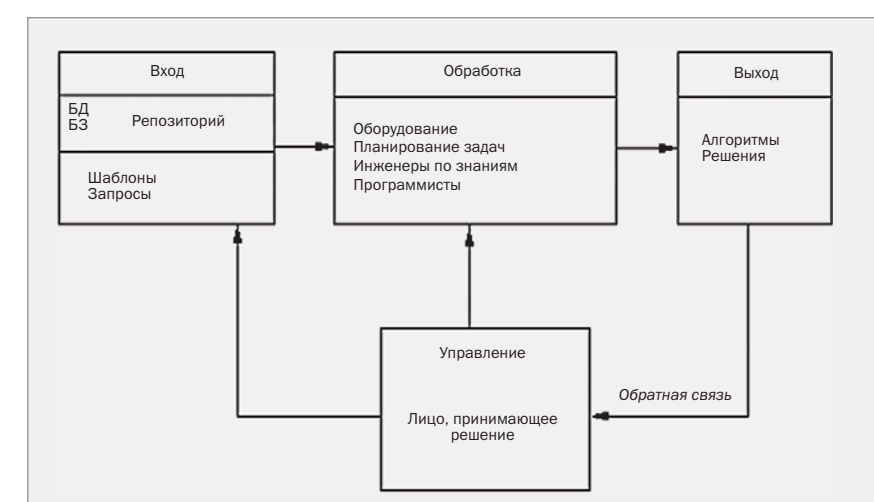 Вход
БД
БЗ
Репозиторий
Шаблоны
Запросы
Обработка
Оборудование
Планирование задач
Инженеры по знаниям
Программисты
Выход
Алгоритмы
Решения
Управление
Лицо, принимающее
решение
Обратная связь